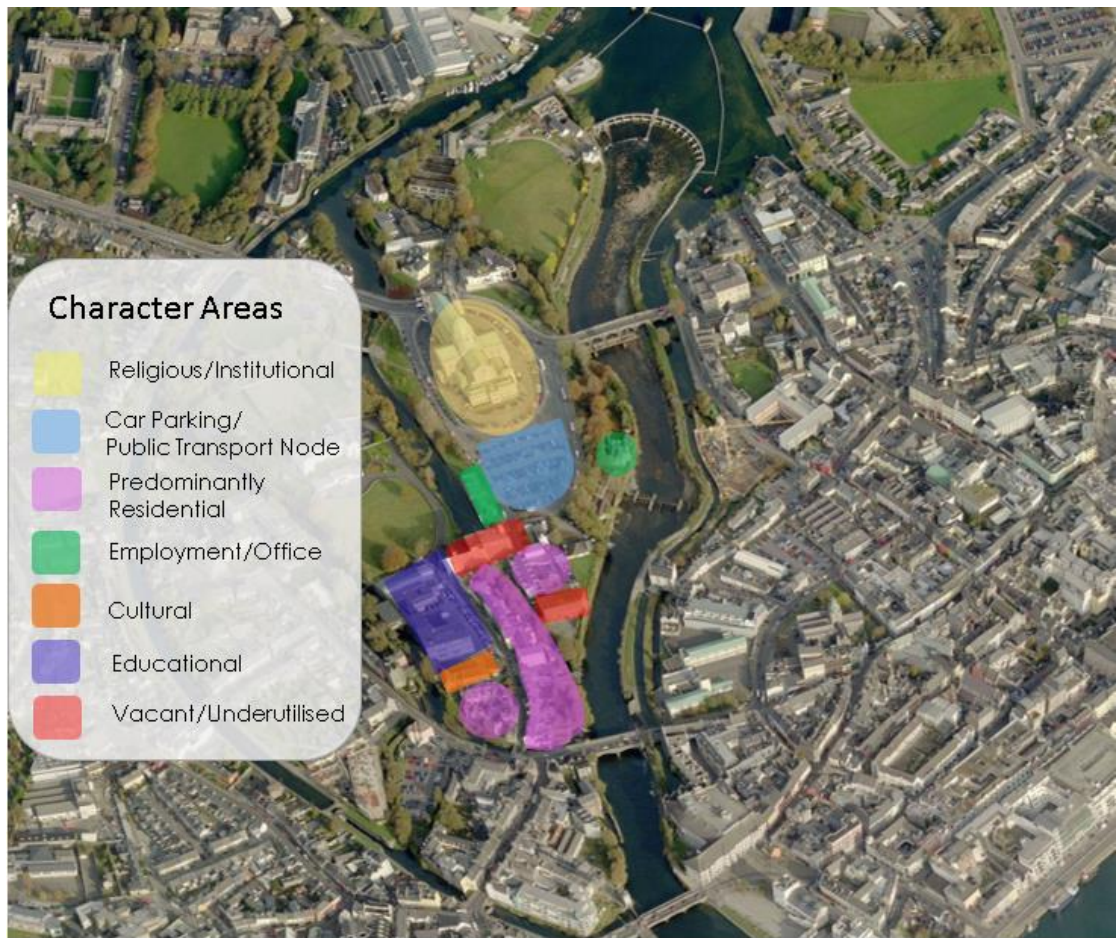 Character Areas
Religious/Institutional
Car Parking/
Public Transport Node
Predominantly
Residential
Employment/Office
Cultural
Educational
Vacant/Underutilised